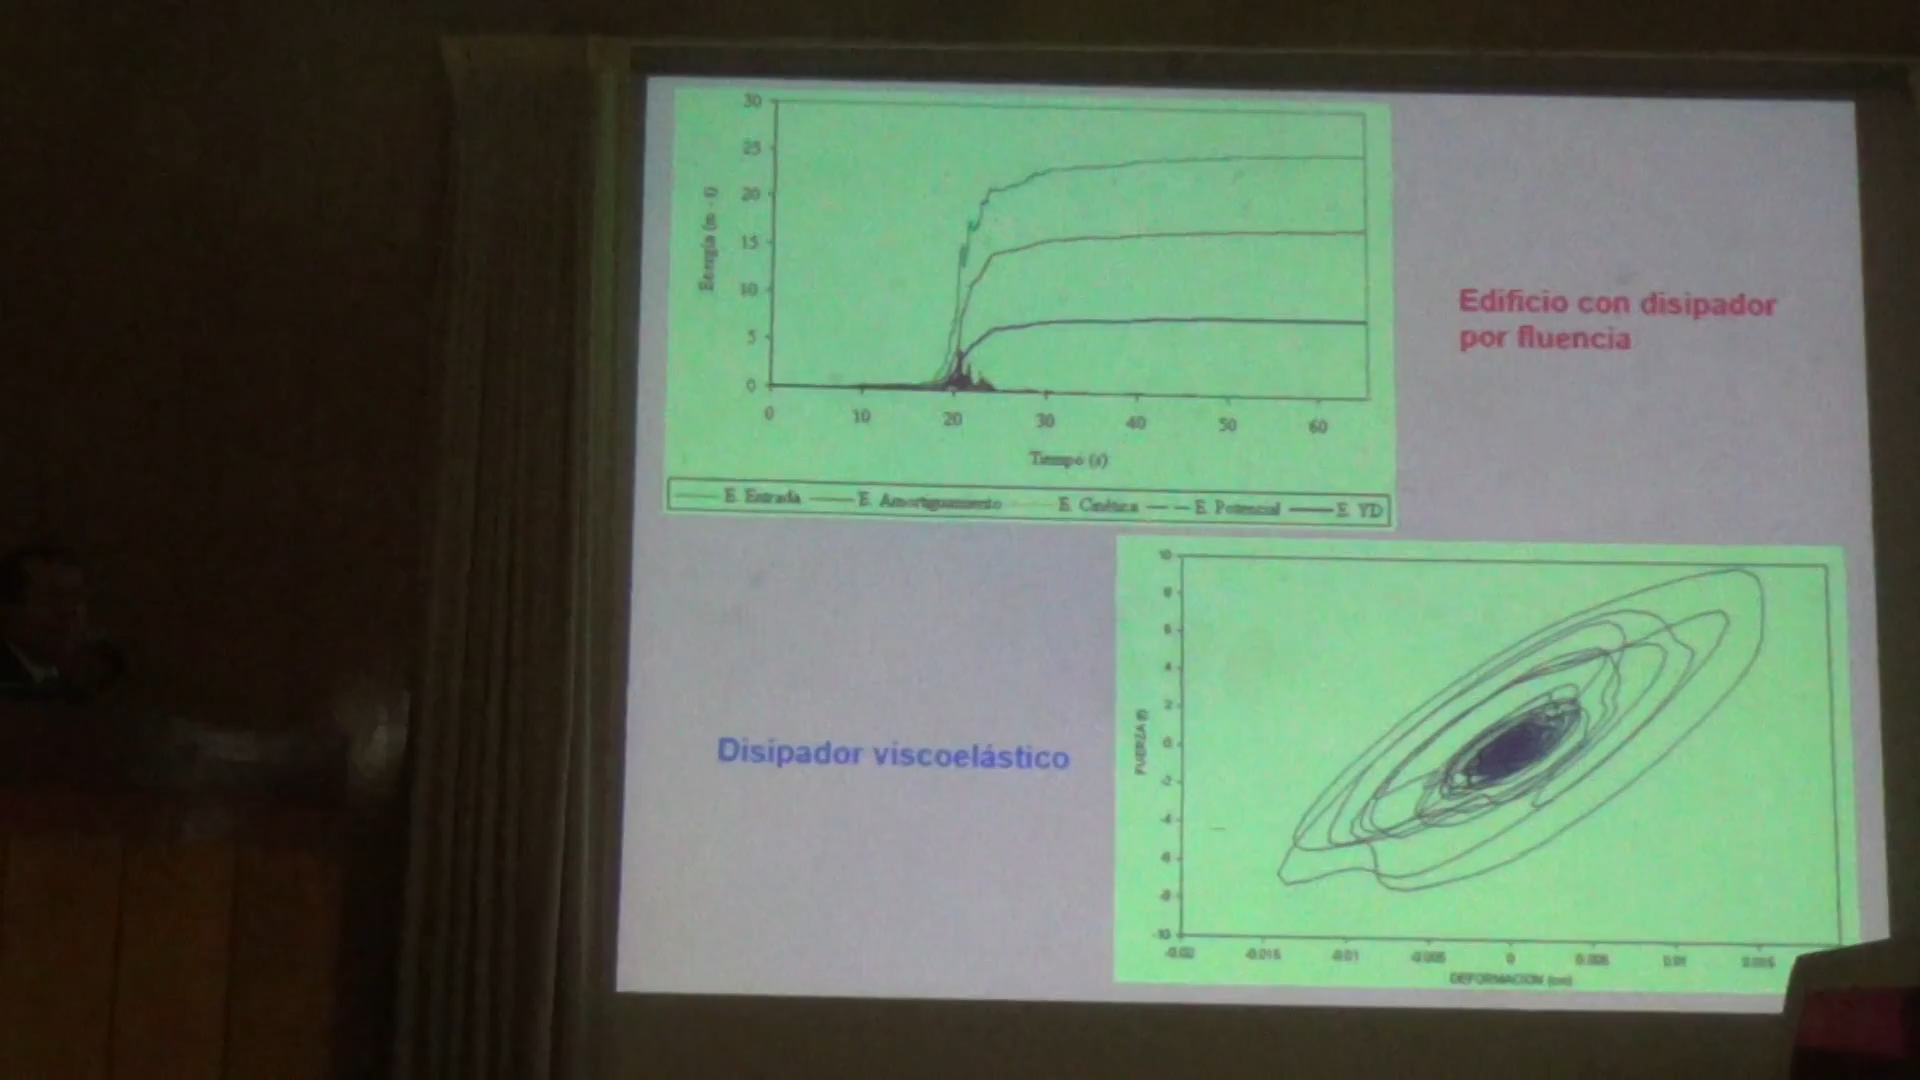 30
25
20
15
10
5
0
Energía (m - t)
0 10 20 30 40 50 60
Tiempo (s)
E. Entrada E. Amortiguamiento E. Cinética E. Potencial E. YD
Edificio con disipador
por fluencia
Disipador viscoelástico
10
8
6
4
2
0
-2
-4
-6
-8
-10
FUERZA (t)
-0.02 -0.015 -0.01 -0.005 0 0.005 0.01 0.015
DEFORMACION